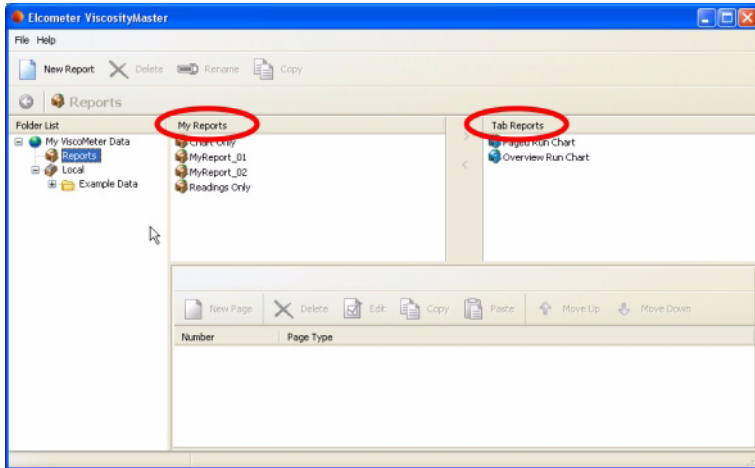 Elcometer ViscosityMaster
File Help
New Report Delete Rename Copy
Reports
Folder List
My ViscoMeter Data
Reports
Local
Example Data
My Reports
Chart Only
MyReport_01
MyReport_02
Readings Only
Tab Reports
Paged Run Chart
Overview Run Chart
New Page Delete Edit Copy Paste Move Up Move Down
Number Page Type